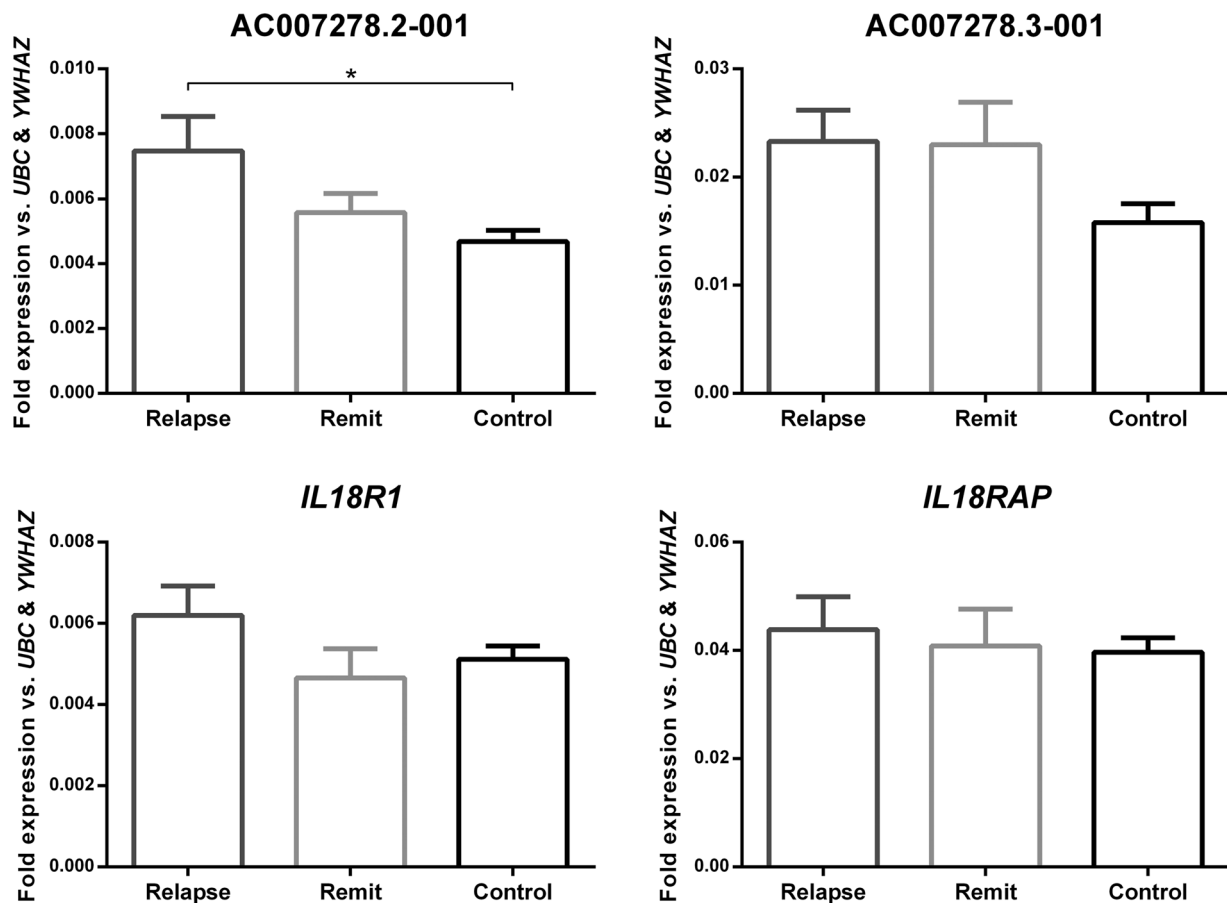 AC007278.2-001
Fold expression vs. UBC & YWHAZ
0.010
0.008
0.006
0.004
0.002
0.000
*
Relapse Remit Control
AC007278.3-001
Fold expression vs. UBC & YWHAZ
0.03
0.02
0.01
0.00
Relapse Remit Control
IL18R1
Fold expression vs. UBC & YWHAZ
0.008
0.006
0.004
0.002
0.000
Relapse Remit Control
IL18RAP
Fold expression vs. UBC & YWHAZ
0.06
0.04
0.02
0.00
Relapse Remit Control